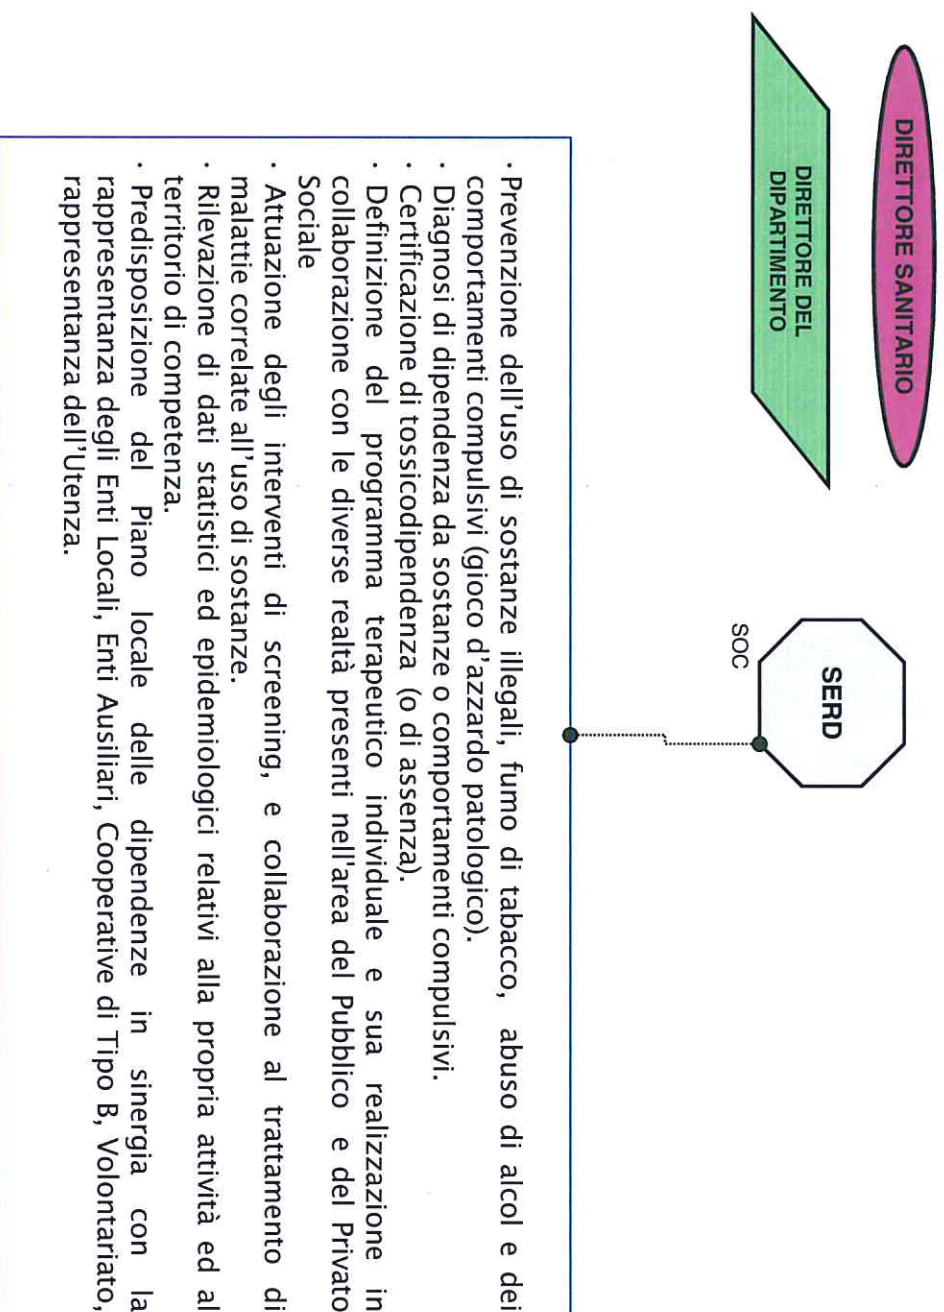 DIRETTORE SANITARIO
DIRETTORE DEL
DIPARTIMENTO
SERD
SOC
· Prevenzione dell'uso di sostanze illegali, fumo di tabacco, abuso di alcol e dei
comportamenti compulsivi (gioco d'azzardo patologico).
· Diagnosi di dipendenza da sostanze o comportamenti compulsivi.
· Certificazione di tossicodipendenza (o di assenza).
· Definizione del programma terapeutico individuale e sua realizzazione in
collaborazione con le diverse realtà presenti nell'area del Pubblico e del Privato
Sociale
· Attuazione degli interventi di screening, e collaborazione al trattamento di
malattie correlate all'uso di sostanze.
· Rilevazione di dati statistici ed epidemiologici relativi alla propria attività ed al
territorio di competenza.
· Predisposizione del Piano locale delle dipendenze in sinergia con la
rappresentanza degli Enti Locali, Enti Ausiliari, Cooperative di Tipo B, Volontariato,
rappresentanza dell'Utenza.